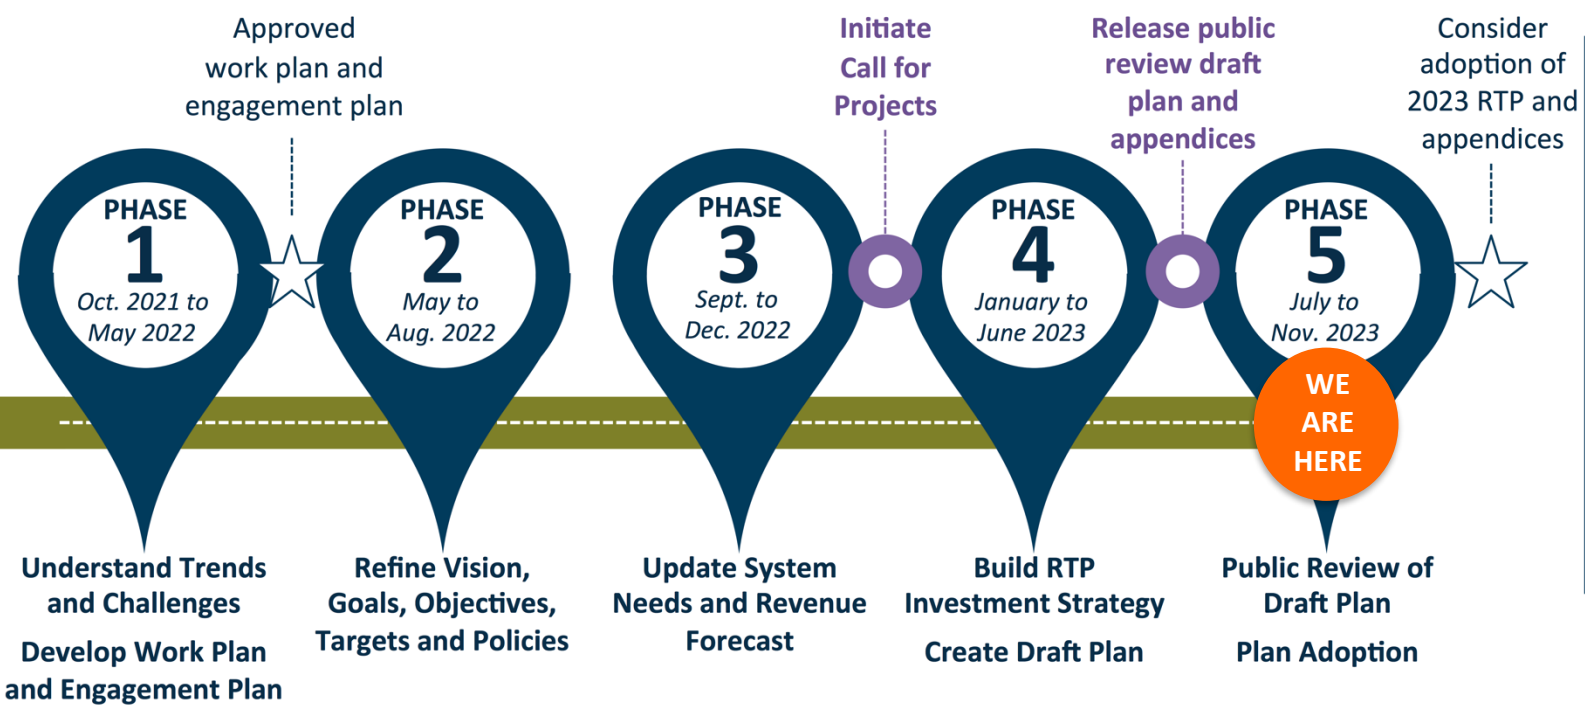 Approved
work plan and
engagement plan
Initiate
Call for
Projects
Release public
review draft
plan and
appendices
Consider
adoption of
2023 RTP and
appendices
PHASE
1
Oct. 2021 to
May 2022
PHASE
2
May to
Aug. 2022
PHASE
3
Sept. to
Dec. 2022
PHASE
4
January to
June 2023
PHASE
5
July to
Nov. 2023
WE
ARE
HERE
Understand Trends
and Challenges
Develop Work Plan
and Engagement Plan
Refine Vision,
Goals, Objectives,
Targets and Policies
Update System
Needs and Revenue
Forecast
Build RTP
Investment Strategy
Create Draft Plan
Public Review of
Draft Plan
Plan Adoption